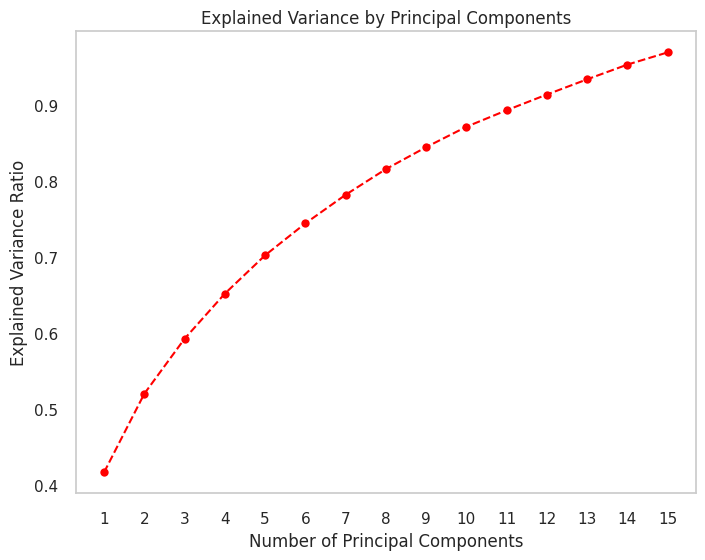 Explained Variance by Principal Components
Explained Variance Ratio
0.9
0.8
0.7
0.6
0.5
0.4
1 2 3 4 5 6 7 8 9 10 11 12 13 14 15
Number of Principal Components